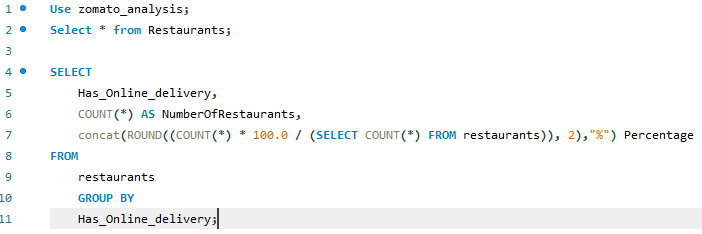 1 Use zomato_analysis;
2 Select * from Restaurants;
3
4 SELECT
5 Has_Online_delivery,
6 COUNT(*) AS NumberOfRestaurants,
7 concat(ROUND((COUNT(*) * 100.0 / (SELECT COUNT(*) FROM restaurants)), 2),"%") Percentage
8 FROM
9 restaurants
10 GROUP BY
11 Has_Online_delivery;